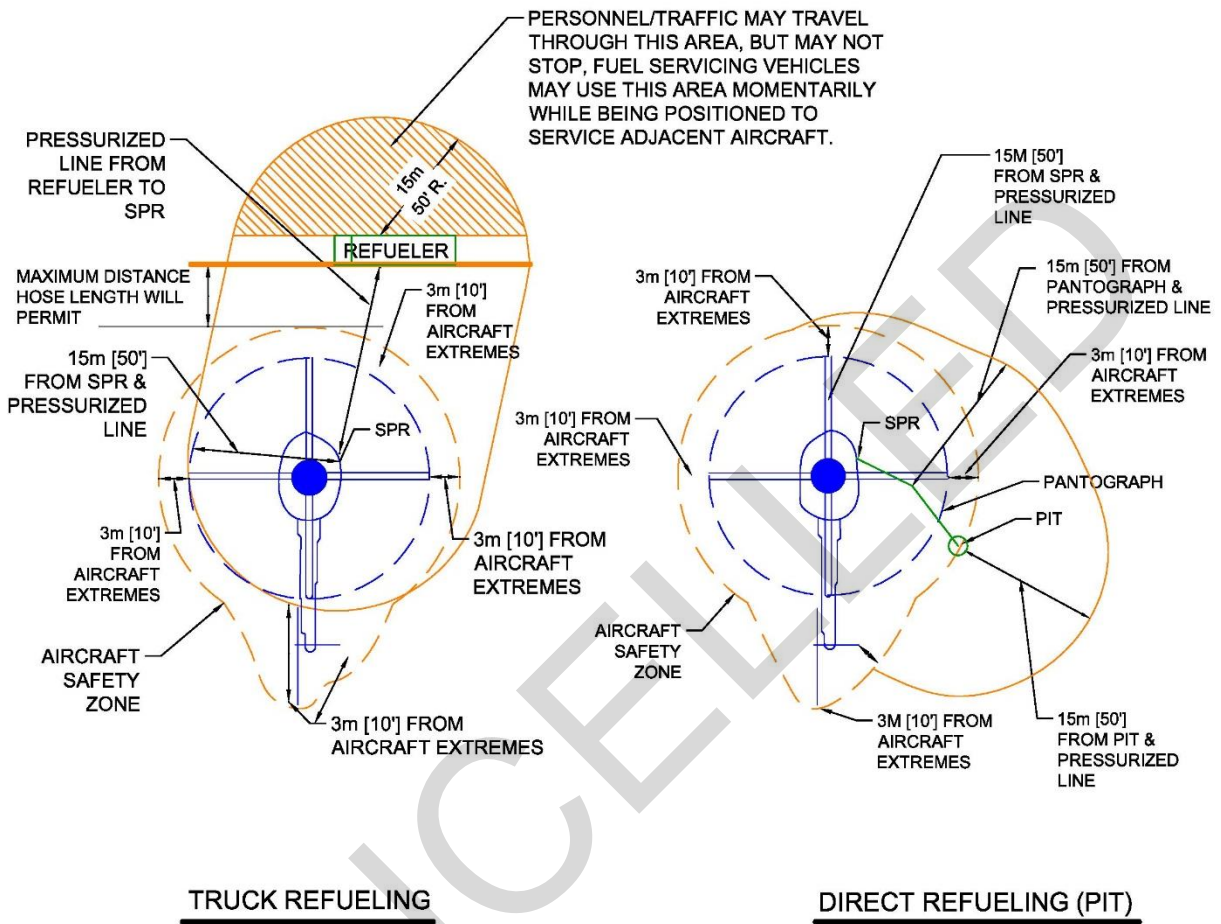 PERSONNEL/TRAFFIC MAY TRAVEL
THROUGH THIS AREA, BUT MAY NOT
STOP, FUEL SERVICING VEHICLES
MAY USE THIS AREA MOMENTARILY
WHILE BEING POSITIONED TO
SERVICE ADJACENT AIRCRAFT.
PRESSURIZED
LINE FROM
REFUELER TO
SPR
15m
50' R.
REFUELER
MAXIMUM DISTANCE
HOSE LENGTH WILL
PERMIT
3m [10']
FROM
AIRCRAFT
EXTREMES
15m [50']
FROM SPR &
PRESSURIZED
LINE
SPR
3m [10']
FROM
AIRCRAFT
EXTREMES
3m [10'] FROM
AIRCRAFT
EXTREMES
AIRCRAFT
SAFETY
ZONE
3m [10'] FROM
AIRCRAFT EXTREMES
TRUCK REFUELING
15M [50']
FROM SPR &
PRESSURIZED
LINE
3m [10'] FROM
AIRCRAFT
EXTREMES
15m [50'] FROM
PANTOGRAPH &
PRESSURIZED LINE
3m [10'] FROM
AIRCRAFT
EXTREMES
3m [10'] FROM
AIRCRAFT
EXTREMES
SPR
PANTOGRAPH
PIT
AIRCRAFT
SAFETY
ZONE
3M [10'] FROM
AIRCRAFT
EXTREMES
15m [50']
FROM PIT &
PRESSURIZED
LINE
DIRECT REFUELING (PIT)
NCELLED